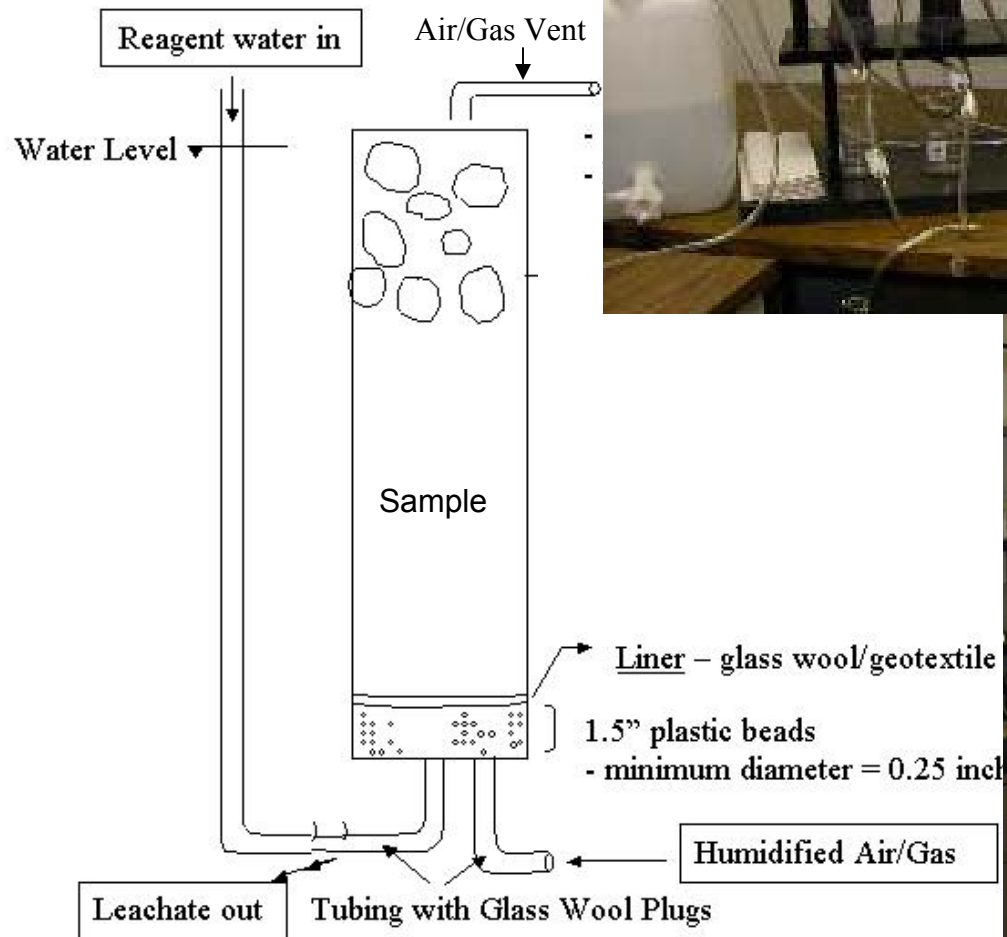 Reagent water in
Air/Gas Vent
Water Level
-
-
Sample
Liner – glass wool/geotextile
1.5” plastic beads
- minimum diameter = 0.25 inch
Humidified Air/Gas
Leachate out
Tubing with Glass Wool Plugs